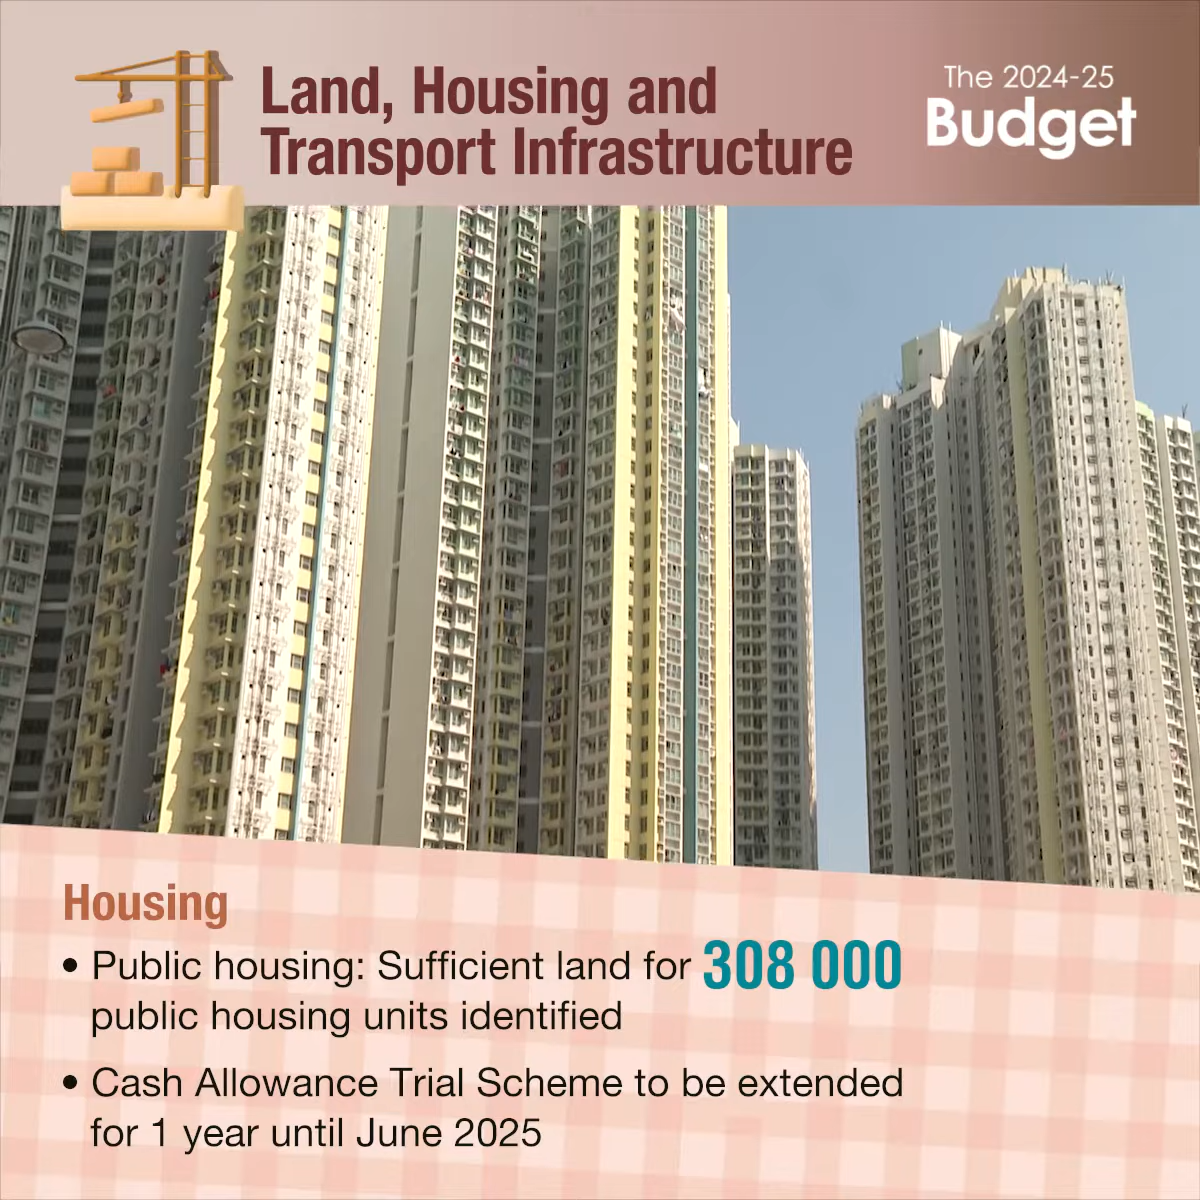 Land, Housing and
Transport Infrastructure
The 2024-25
Budget
Housing
• Public housing: Sufficient land for 308 000
public housing units identified
• Cash Allowance Trial Scheme to be extended
for 1 year until June 2025